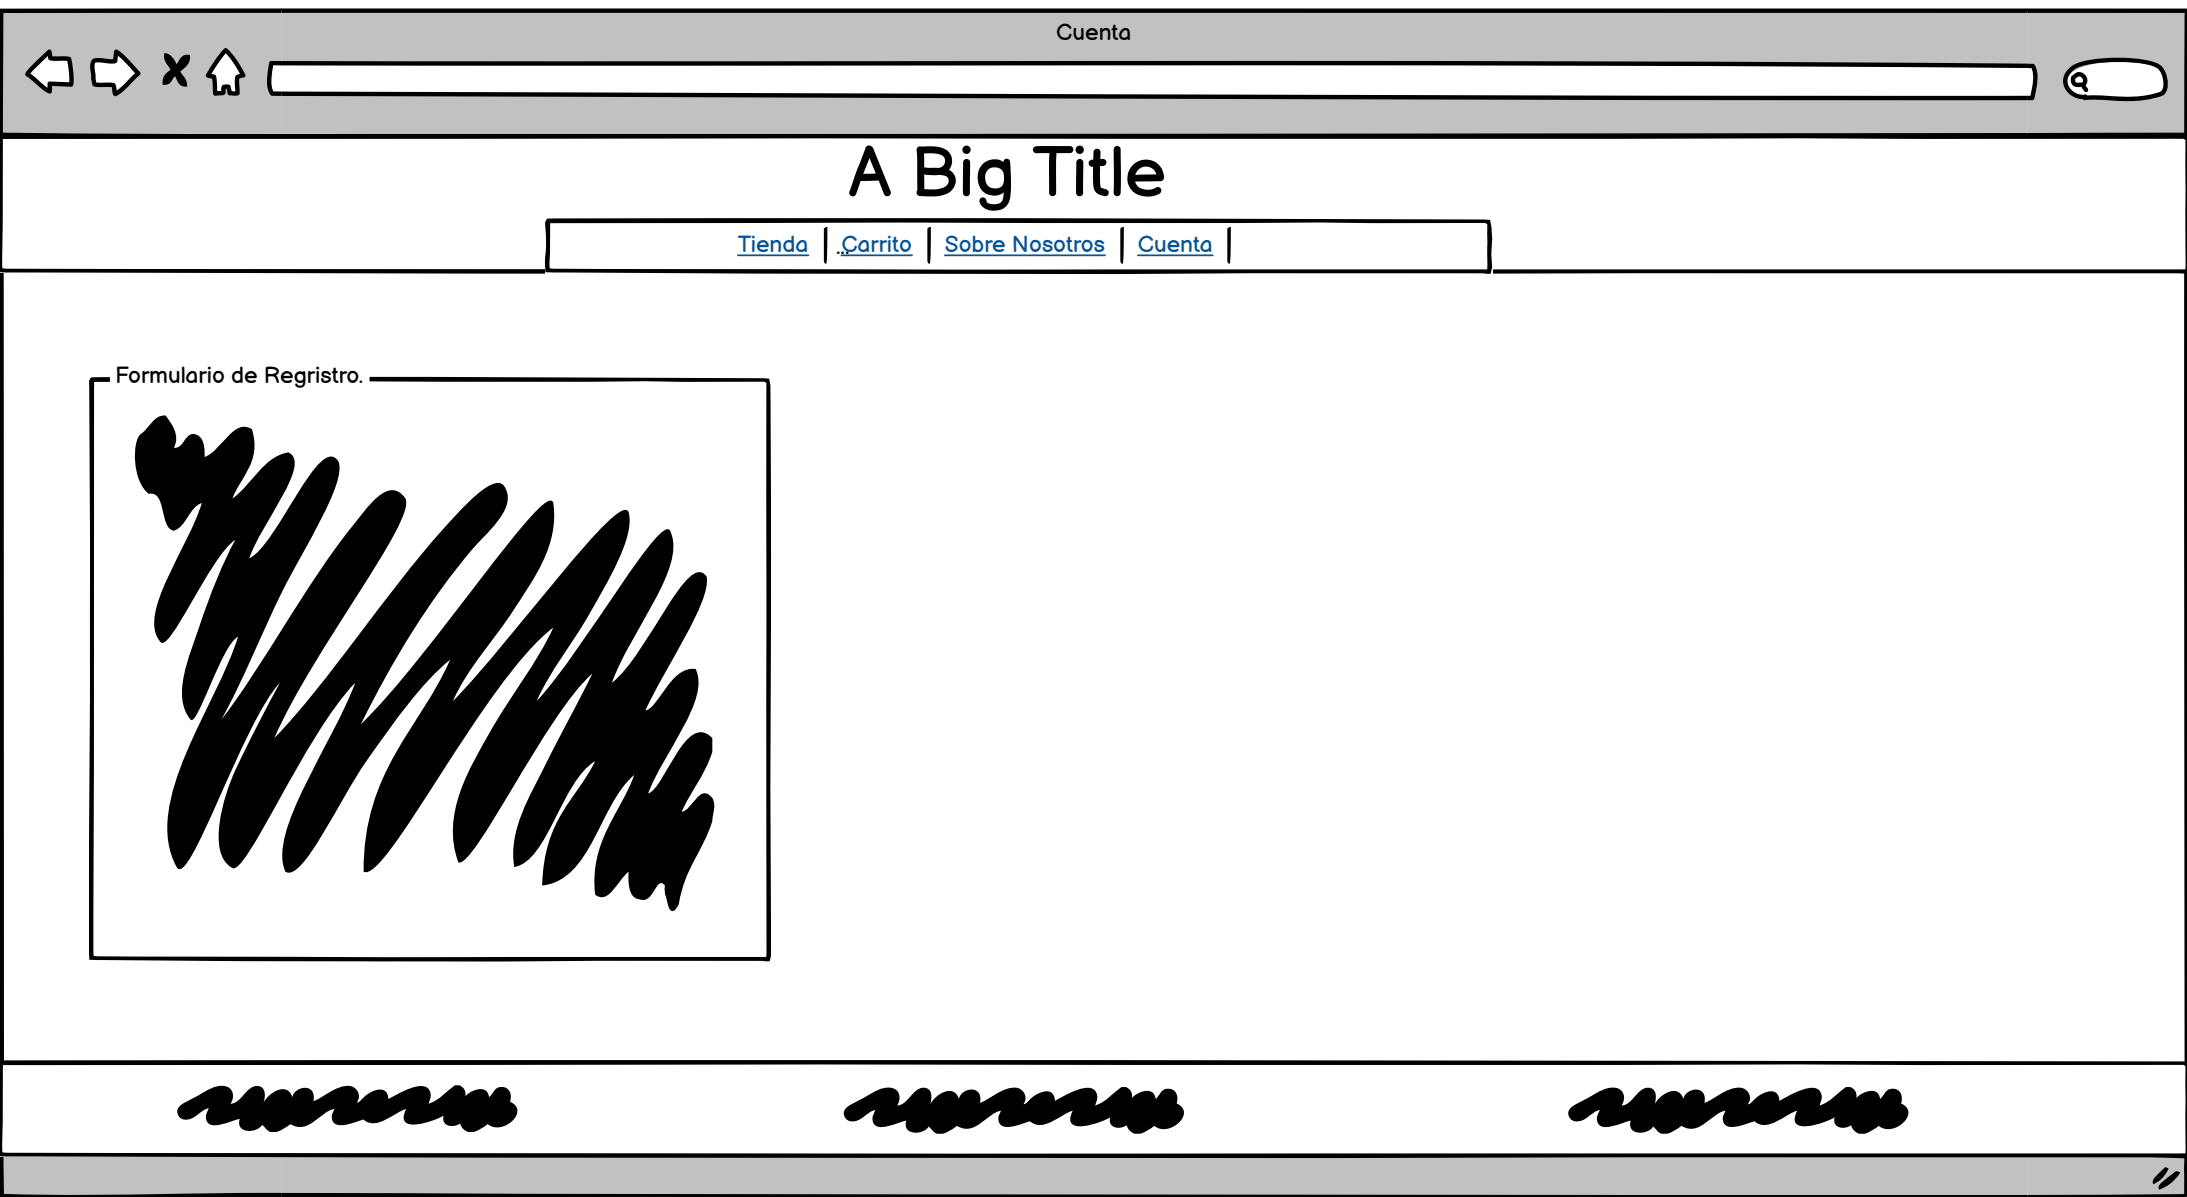 Cuenta
A Big Title
Tienda Carrito Sobre Nosotros Cuenta
Formulario de Regristro.